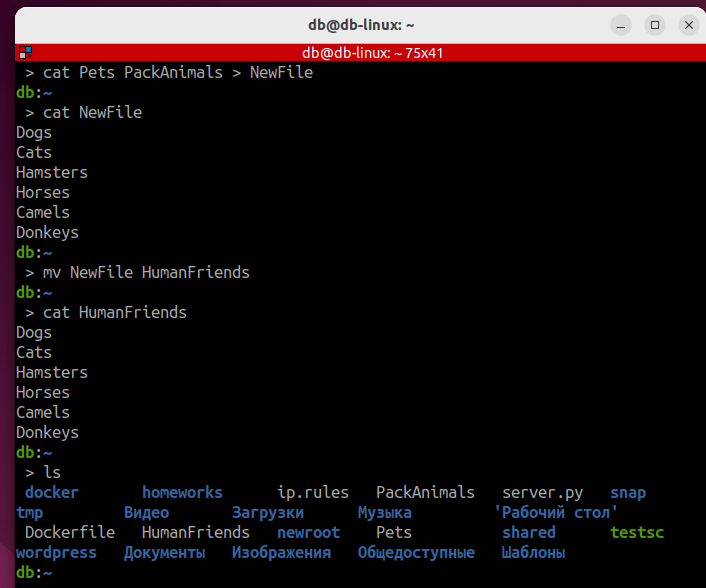 db@db-linux: ~
db@db-linux: ~ 75x41
> cat Pets PackAnimals > NewFile
db:~
> cat NewFile
Dogs
Cats
Hamsters
Horses
Camels
Donkeys
db:~
> mv NewFile HumanFriends
db:~
> cat HumanFriends
Dogs
Cats
Hamsters
Horses
Camels
Donkeys
db:~
> ls
docker homeworks ip.rules PackAnimals server.py snap
tmp Видео Загрузки Музыка 'Рабочий стол'
Dockerfile HumanFriends newroot Pets shared testsc
wordpress Документы Изображения Общедоступные Шаблоны
db:~